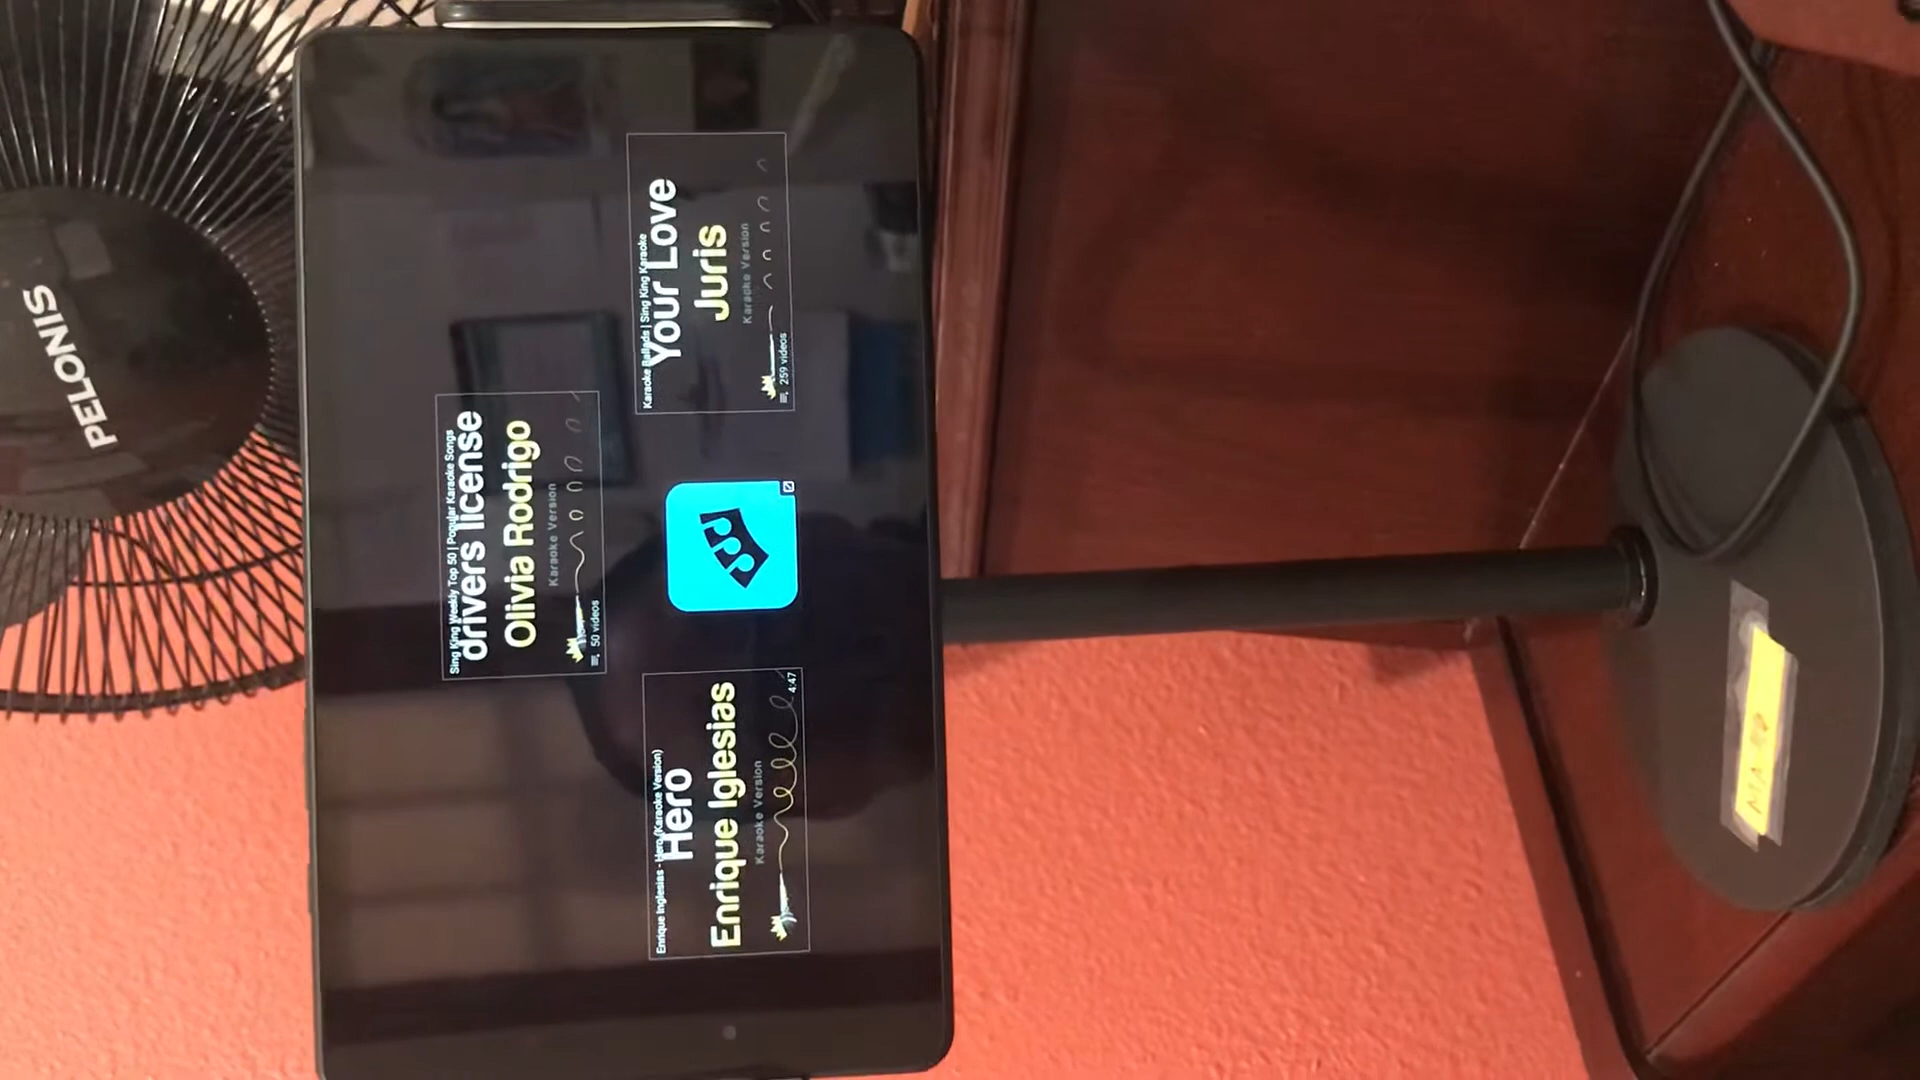 PELONIS
Sing King Weekly Top 50 | Popular Karaoke Songs
drivers license
Olivia Rodrigo
Karaoke Version
50 videos
Enrique Inglesias - Hero (Karaoke Version)
Hero
Enrique Iglesias
Karaoke Version
4:47
Karaoke Ballads | Sing King Karaoke
Your Love
Juris
Karaoke Version
259 videos